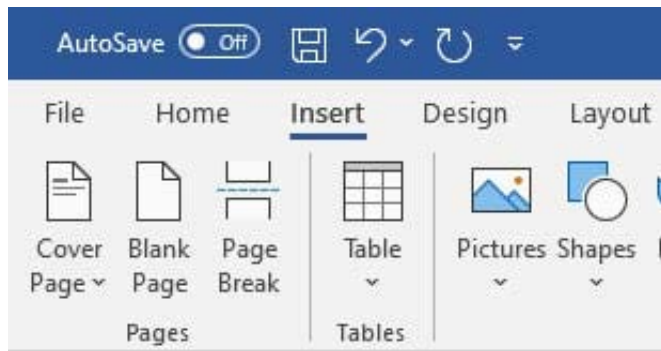 AutoSave Off
File Home Insert Design Layout
Cover Blank Page Table Pictures Shapes
Page Page Break
Pages Tables